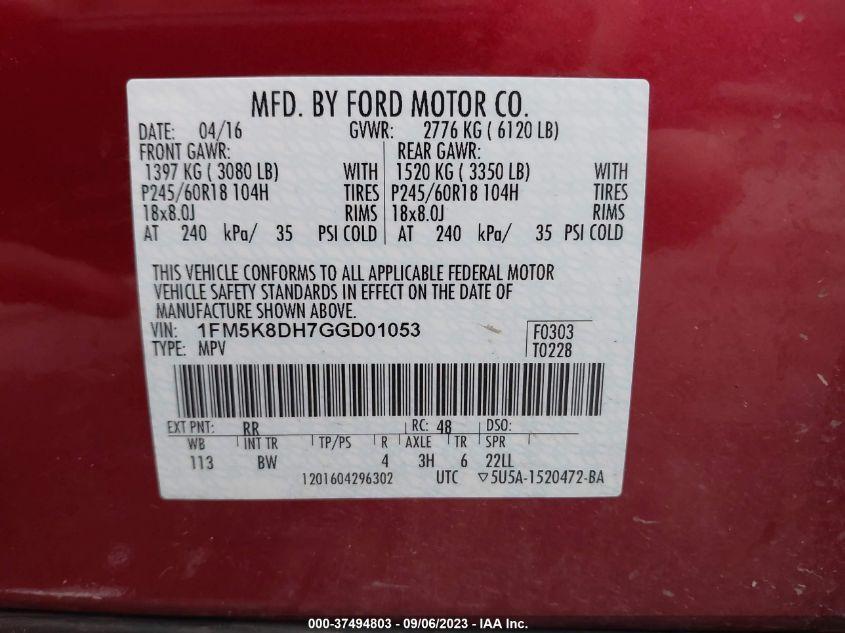 MFD. BY FORD MOTOR CO.
DATE: 04/16 GVWR: 2776 KG ( 6120 LB)
FRONT GAWR: REAR GAWR:
1397 KG ( 3080 LB) WITH 1520 KG ( 3350 LB) WITH
P245/60R18 104H TIRES P245/60R18 104H TIRES
18x8.0J RIMS 18x8.0J RIMS
AT 240 kPa/ 35 PSI COLD AT 240 kPa/ 35 PSI COLD
THIS VEHICLE CONFORMS TO ALL APPLICABLE FEDERAL MOTOR
VEHICLE SAFETY STANDARDS IN EFFECT ON THE DATE OF
MANUFACTURE SHOWN ABOVE.
VIN: 1FM5K8DH7GGD01053 F0303
TYPE: MPV T0228
EXT PNT: RR RC: 48 DSO:
WB INT TR TP/PS R AXLE TR SPR
113 BW 4 3H 6 22LL
1201604296302 UTC ▽5U5A-1520472-BA
000-37494803 - 09/06/2023 - IAA Inc.